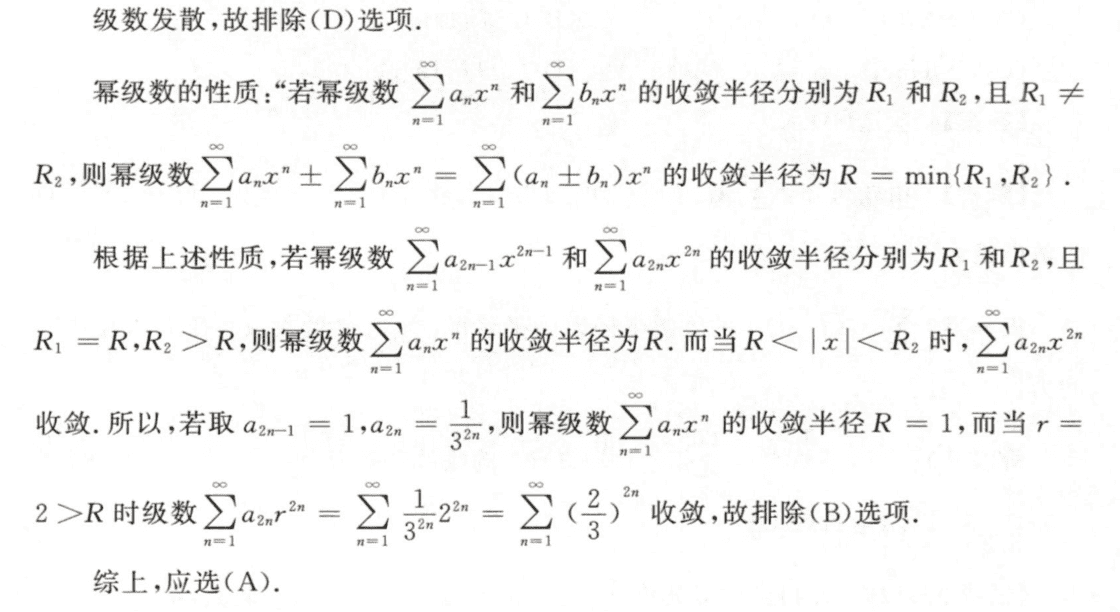 级数发散,故排除(D)选项.
幂级数的性质:“若幂级数 $\sum_{n=1}^{\infty} a_n x^n$ 和 $\sum_{n=1}^{\infty} b_n x^n$ 的收敛半径分别为 $R_1$ 和 $R_2$,且 $R_1 \neq$
$R_2$,则幂级数 $\sum_{n=1}^{\infty} a_n x^n \pm \sum_{n=1}^{\infty} b_n x^n = \sum_{n=1}^{\infty} (a_n \pm b_n) x^n$ 的收敛半径为 $R = \min\{R_1, R_2\}$.
根据上述性质,若幂级数 $\sum_{n=1}^{\infty} a_{2n-1} x^{2n-1}$ 和 $\sum_{n=1}^{\infty} a_{2n} x^{2n}$ 的收敛半径分别为 $R_1$ 和 $R_2$,且
$R_1 = R, R_2 > R$,则幂级数 $\sum_{n=1}^{\infty} a_n x^n$ 的收敛半径为 $R$. 而当 $R < |x| < R_2$ 时, $\sum_{n=1}^{\infty} a_{2n} x^{2n}$
收敛. 所以,若取 $a_{2n-1} = 1, a_{2n} = \frac{1}{3^{2n}}$,则幂级数 $\sum_{n=1}^{\infty} a_n x^n$ 的收敛半径 $R = 1$,而当 $r =$
$2 > R$ 时级数 $\sum_{n=1}^{\infty} a_{2n} r^{2n} = \sum_{n=1}^{\infty} \frac{1}{3^{2n}} 2^{2n} = \sum_{n=1}^{\infty} (\frac{2}{3})^{2n}$ 收敛,故排除(B)选项.
综上,应选(A).